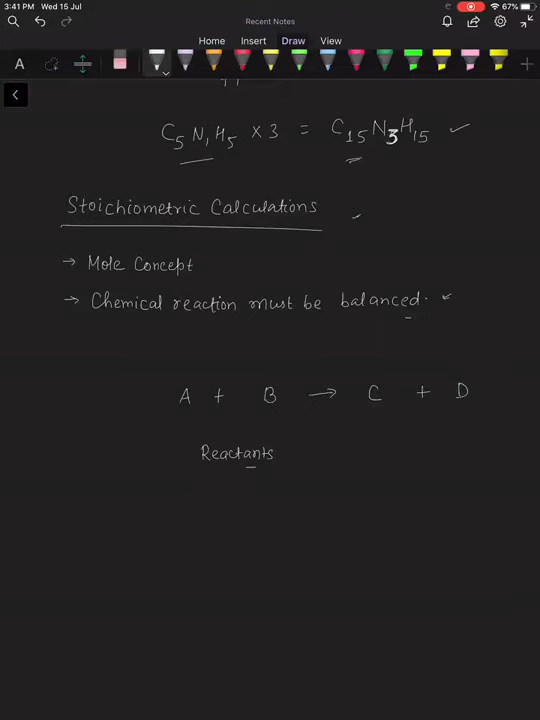 3:41 PM Wed 15 Jul
67%
Recent Notes
Home Insert Draw View
A
C5N1H5 × 3 = C15N3H15
Stoichiometric Calculations
→ Mole Concept
→ Chemical reaction must be balanced.
A + B → C + D
Reactants